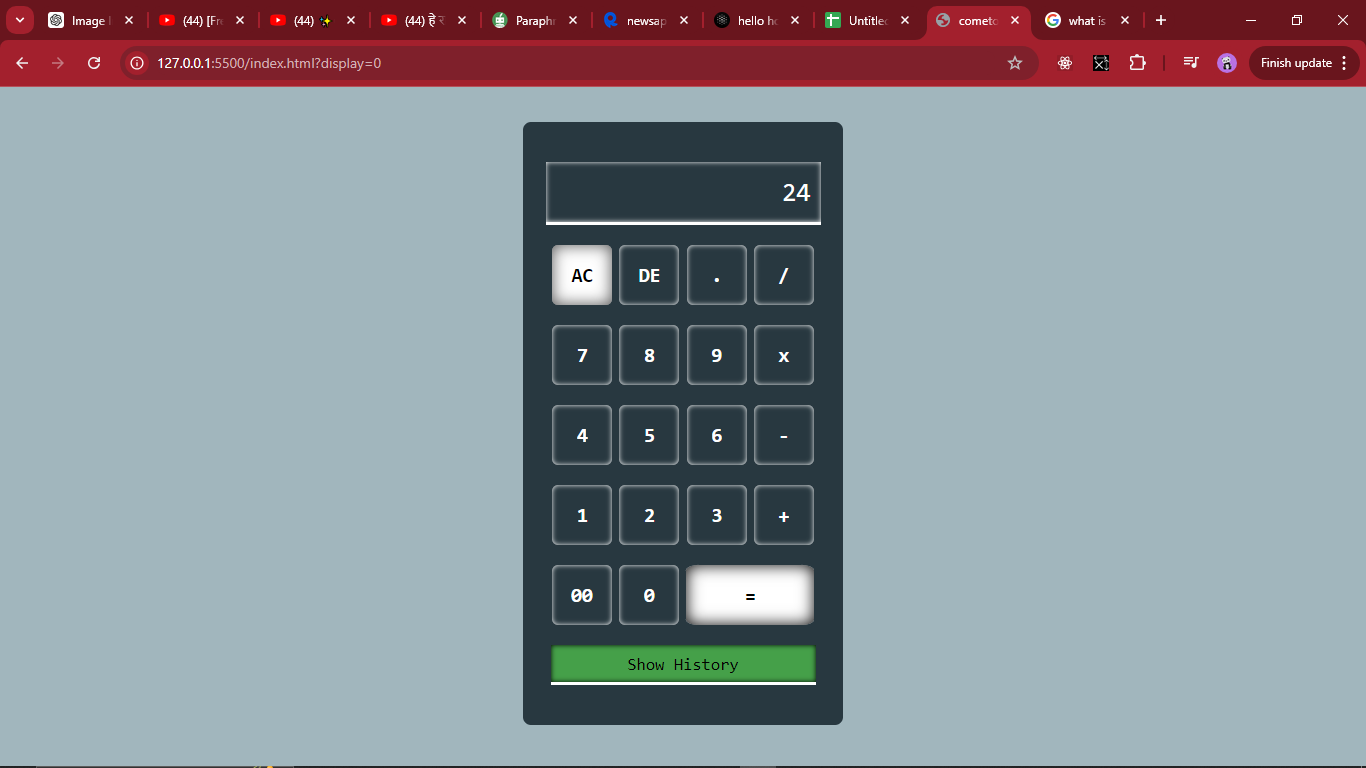 Image
(44) [Fr
(44) ✨
(44) हे
Paraphr
newsap
hello ho
Untitled
cometo
what is
127.0.0.1:5500/index.html?display=0
Finish update
24
AC DE . /
7 8 9 x
4 5 6 -
1 2 3 +
00 0 =
Show History